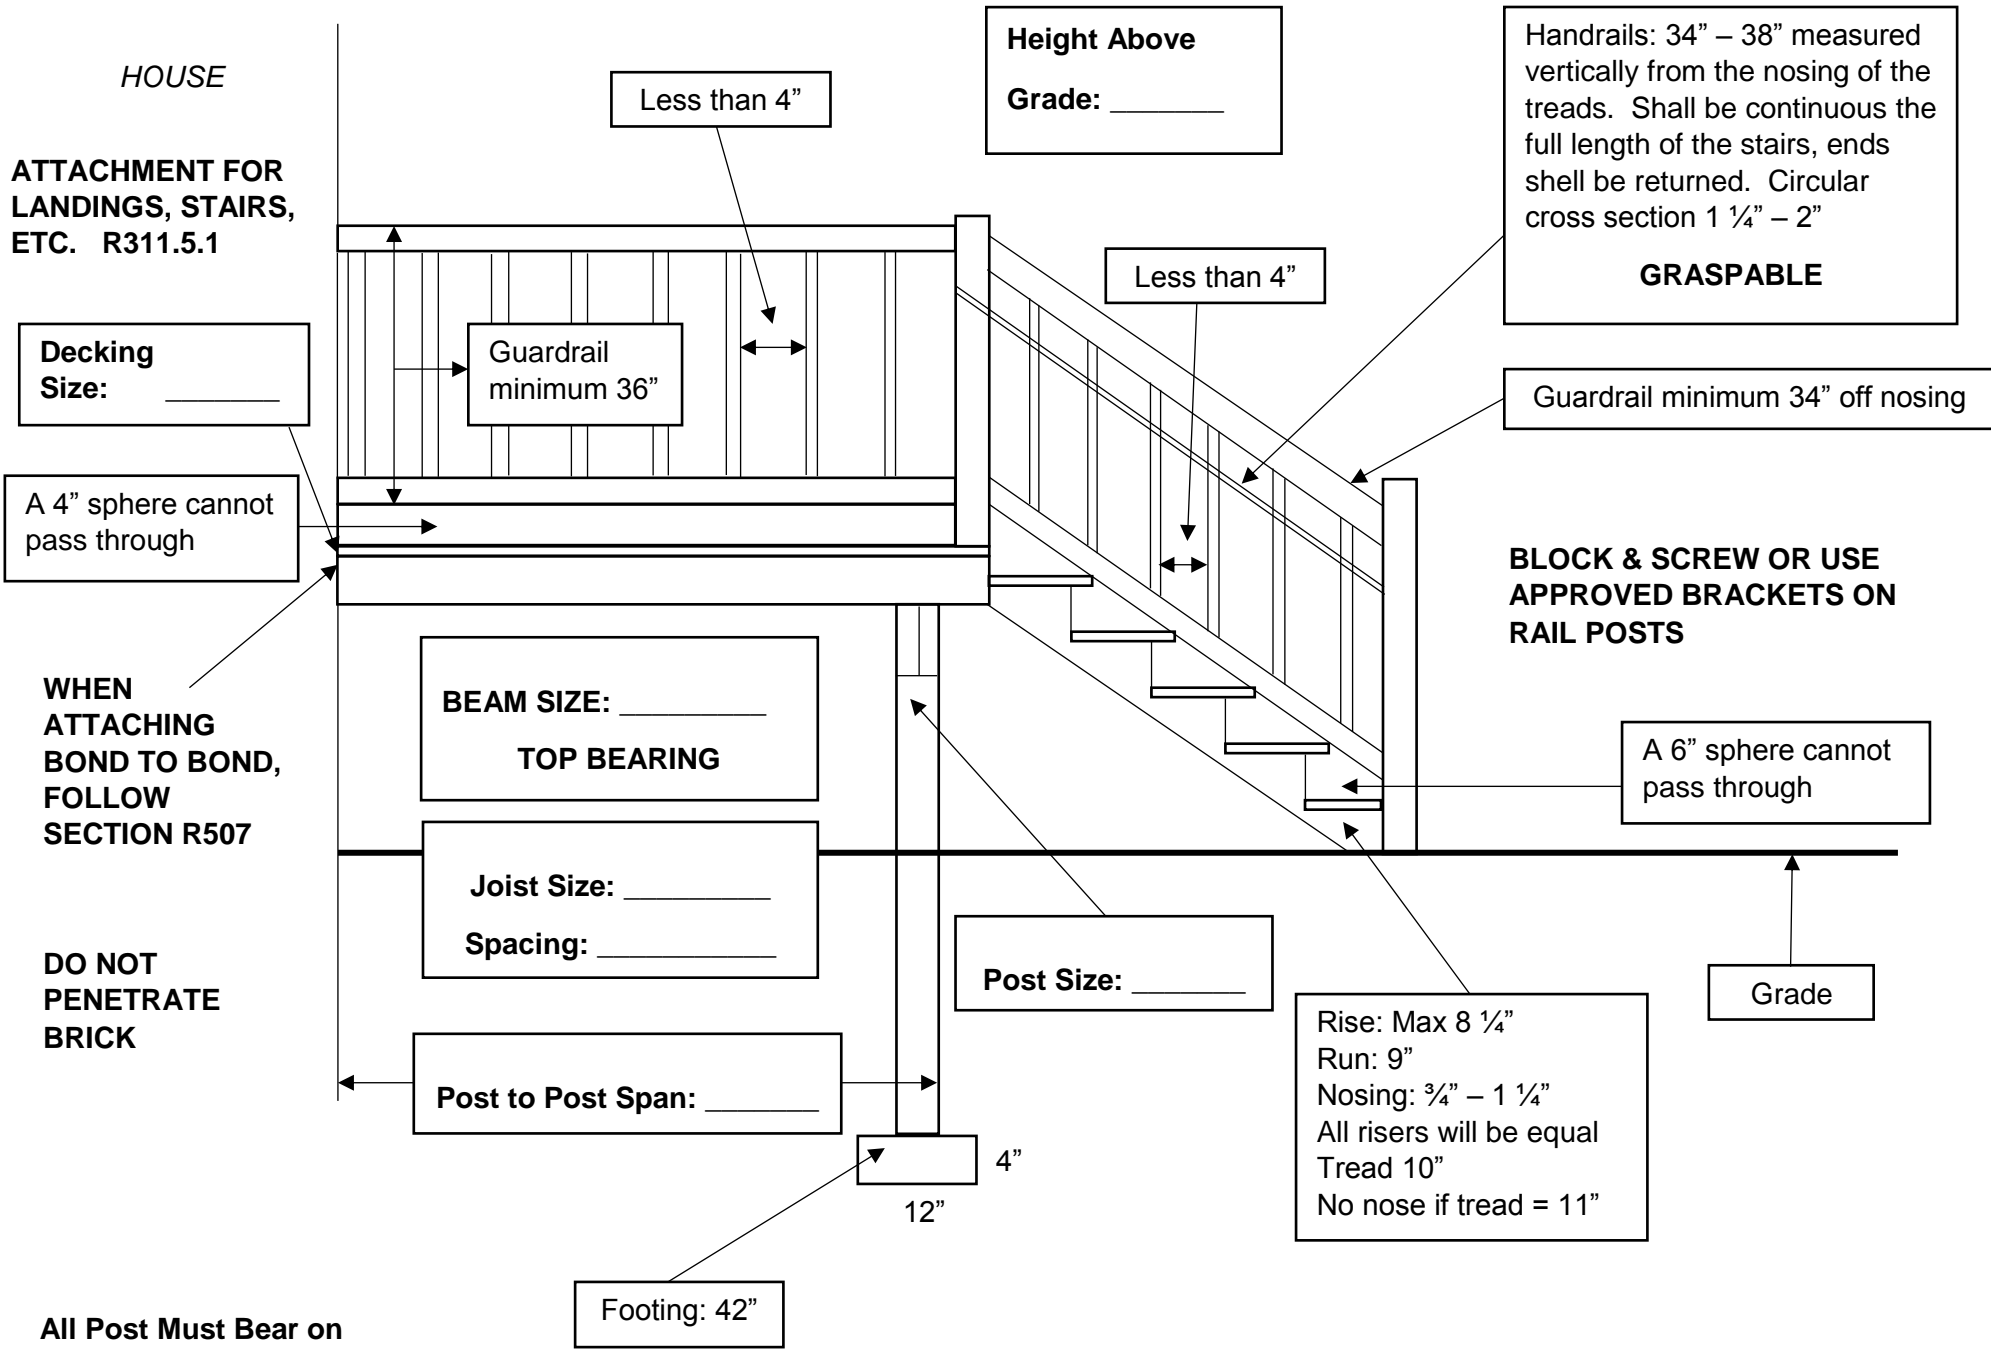 HOUSE
ATTACHMENT FOR
LANDINGS, STAIRS,
ETC. R311.5.1
Less than 4”
Height Above
Grade: _______
Handrails: 34” – 38” measured
vertically from the nosing of the
treads. Shall be continuous the
full length of the stairs, ends
shell be returned. Circular
cross section 1 ¼” – 2”
GRASPABLE
Less than 4”
Decking
Size: _______
Guardrail
minimum 36”
Guardrail minimum 34” off nosing
A 4” sphere cannot
pass through
BLOCK & SCREW OR USE
APPROVED BRACKETS ON
RAIL POSTS
WHEN
ATTACHING
BOND TO BOND,
FOLLOW
SECTION R507
BEAM SIZE: _________
TOP BEARING
A 6” sphere cannot
pass through
Joist Size: _________
Spacing: ___________
DO NOT
PENETRATE
BRICK
Post Size: _______
Grade
Rise: Max 8 ¼”
Run: 9”
Nosing: ¾” – 1 ¼”
All risers will be equal
Tread 10”
No nose if tread = 11”
Post to Post Span: _______
4”
12”
Footing: 42”
All Post Must Bear on